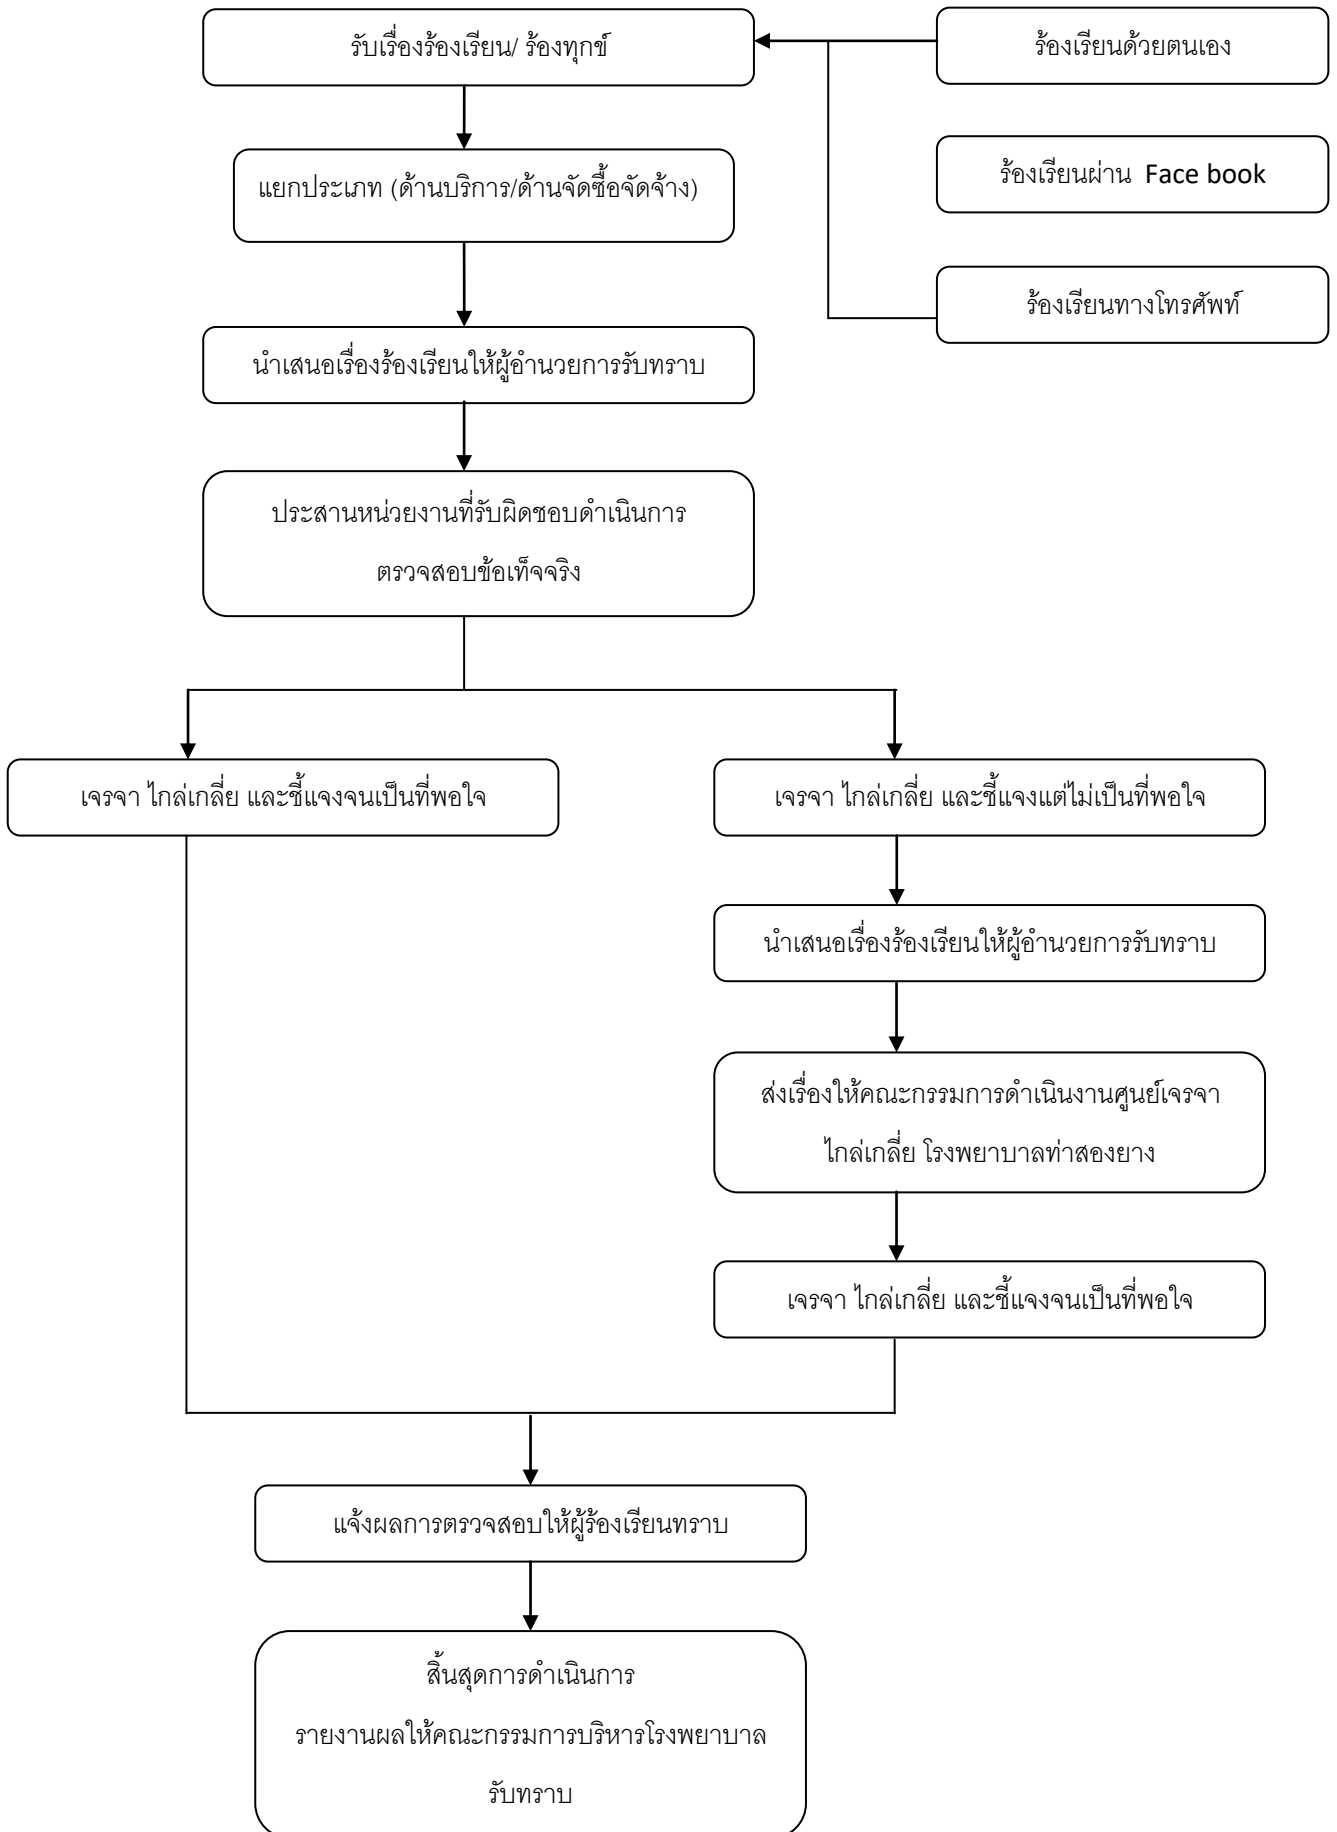 รับเรื่องร้องเรียน/ ร้องทุกข์
ร้องเรียนด้วยตนเอง
ร้องเรียนผ่าน Face book
ร้องเรียนทางโทรศัพท์
แยกประเภท (ด้านบริการ/ด้านจัดซื้อจัดจ้าง)
นำเสนอเรื่องร้องเรียนให้ผู้อำนวยการรับทราบ
ประสานหน่วยงานที่รับผิดชอบดำเนินการ
ตรวจสอบข้อเท็จจริง
เจรจา ไกล่เกลี่ย และชี้แจงจนเป็นที่พอใจ
เจรจา ไกล่เกลี่ย และชี้แจงแต่ไม่เป็นที่พอใจ
นำเสนอเรื่องร้องเรียนให้ผู้อำนวยการรับทราบ
ส่งเรื่องให้คณะกรรมการดำเนินงานศูนย์เจรจา
ไกล่เกลี่ย โรงพยาบาลท่าสองยาง
เจรจา ไกล่เกลี่ย และชี้แจงจนเป็นที่พอใจ
แจ้งผลการตรวจสอบให้ผู้ร้องเรียนทราบ
สิ้นสุดการดำเนินการ
รายงานผลให้คณะกรรมการบริหารโรงพยาบาล
รับทราบ